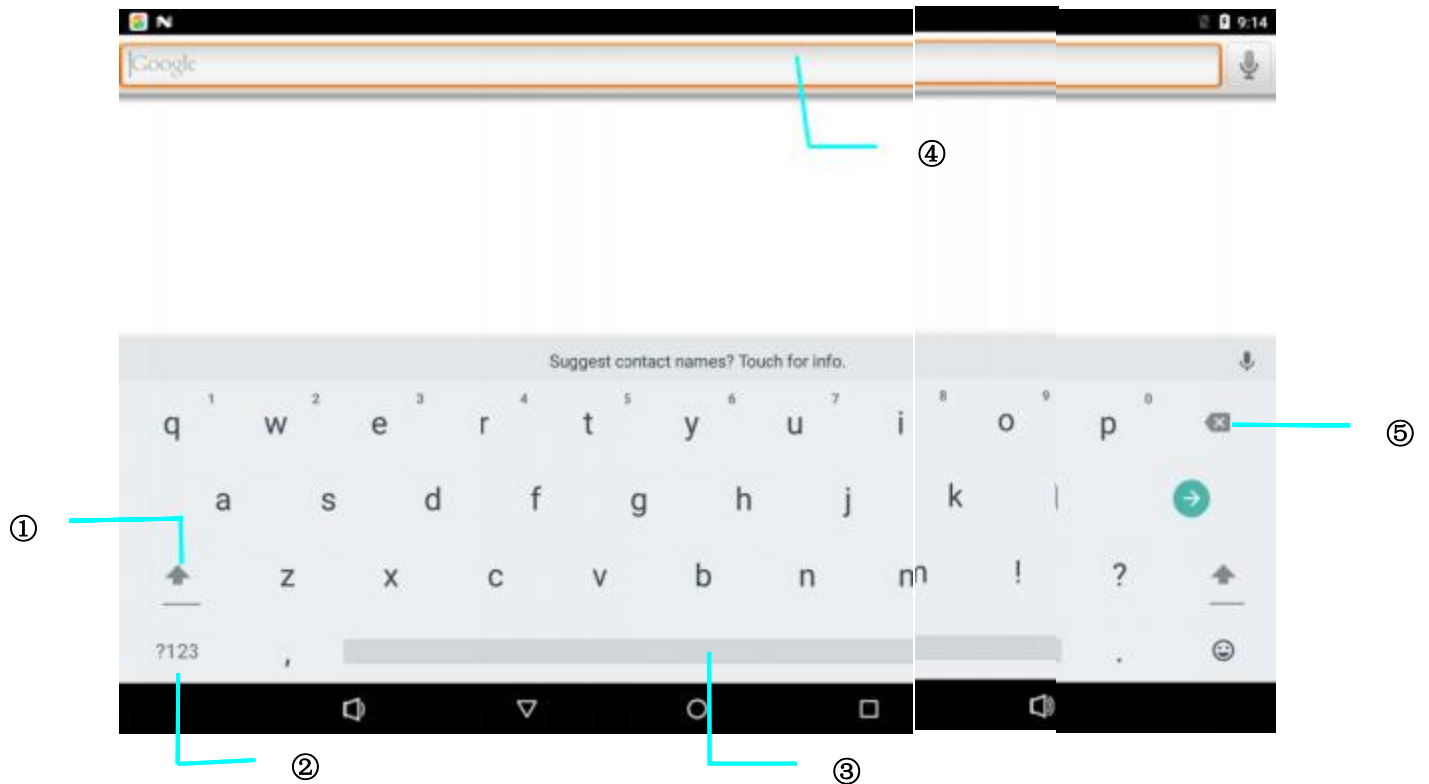 9:14
Google
④
Suggest contact names? Touch for info.
1 2 3 4 5 6 7 8 9 0
q w e r t y u i o p
⑤
a s d f g h j k l
①
z x c v b n m ! ?
?123 , .
② ③